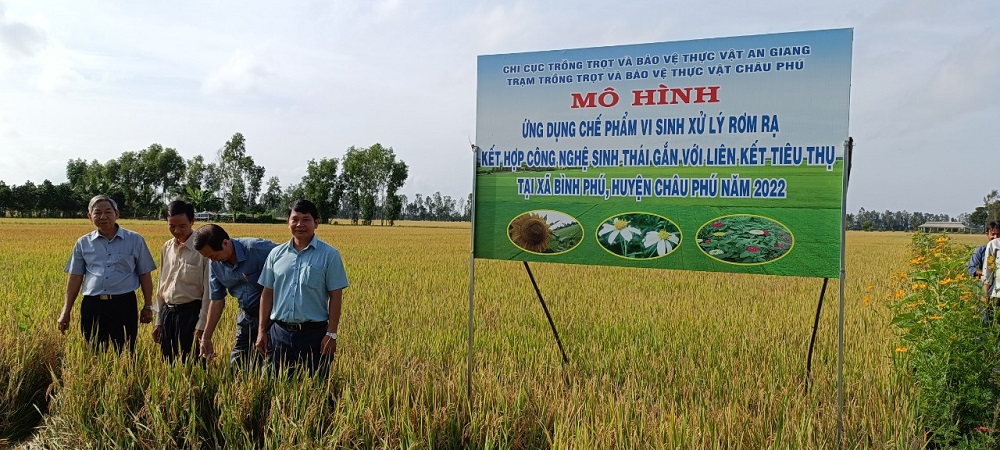 CHI CỤC TRỒNG TRỌT VÀ BẢO VỆ THỰC VẬT AN GIANG
TRẠM TRỒNG TRỌT VÀ BẢO VỆ THỰC VẬT CHÂU PHÚ
MÔ HÌNH
ỨNG DỤNG CHẾ PHẨM VI SINH XỬ LÝ RƠM RẠ
KẾT HỢP CÔNG NGHỆ SINH THÁI GẮN VỚI LIÊN KẾT TIÊU THỤ
TẠI XÃ BÌNH PHÚ, HUYỆN CHÂU PHÚ NĂM 2022